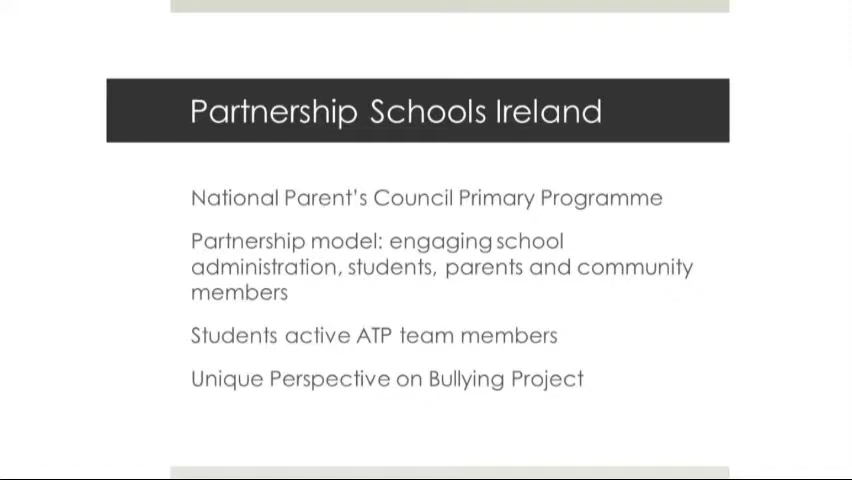 Partnership Schools Ireland
National Parent's Council Primary Programme
Partnership model: engaging school
administration, students, parents and community
members
Students active ATP team members
Unique Perspective on Bullying Project